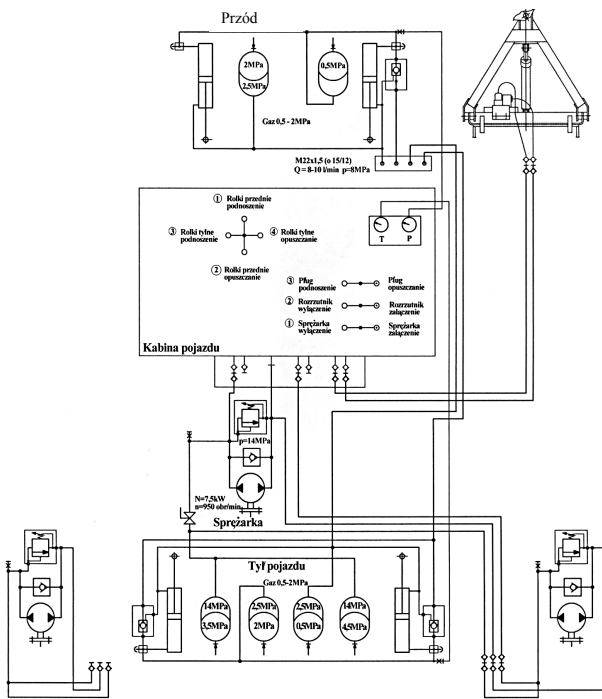 Przód
2MPa
2,5MPa
0,5MPa
Gaz 0,5 - 2MPa
M22x1,5 (o 15/12)
Q = 8-10 l/min p=8MPa
① Rolki przednie
podnoszenie
③ Rolki tylne
podnoszenie
④ Rolki tylne
opuszczanie
② Rolki przednie
opuszczanie
T P
③ Pług
podnoszenie
Pług
opuszczanie
② Rozrzutnik
wyłączenie
Rozrzutnik
załączenie
① Sprężarka
wyłączenie
Sprężarka
załączenie
Kabina pojazdu
p=14MPa
N=7,5kW
n=950 obr/min
Sprężarka
Tył pojazdu
Gaz 0,5-2MPa
14MPa
3,5MPa
2,5MPa
2MPa
2,5MPa
0,5MPa
14MPa
4,5MPa